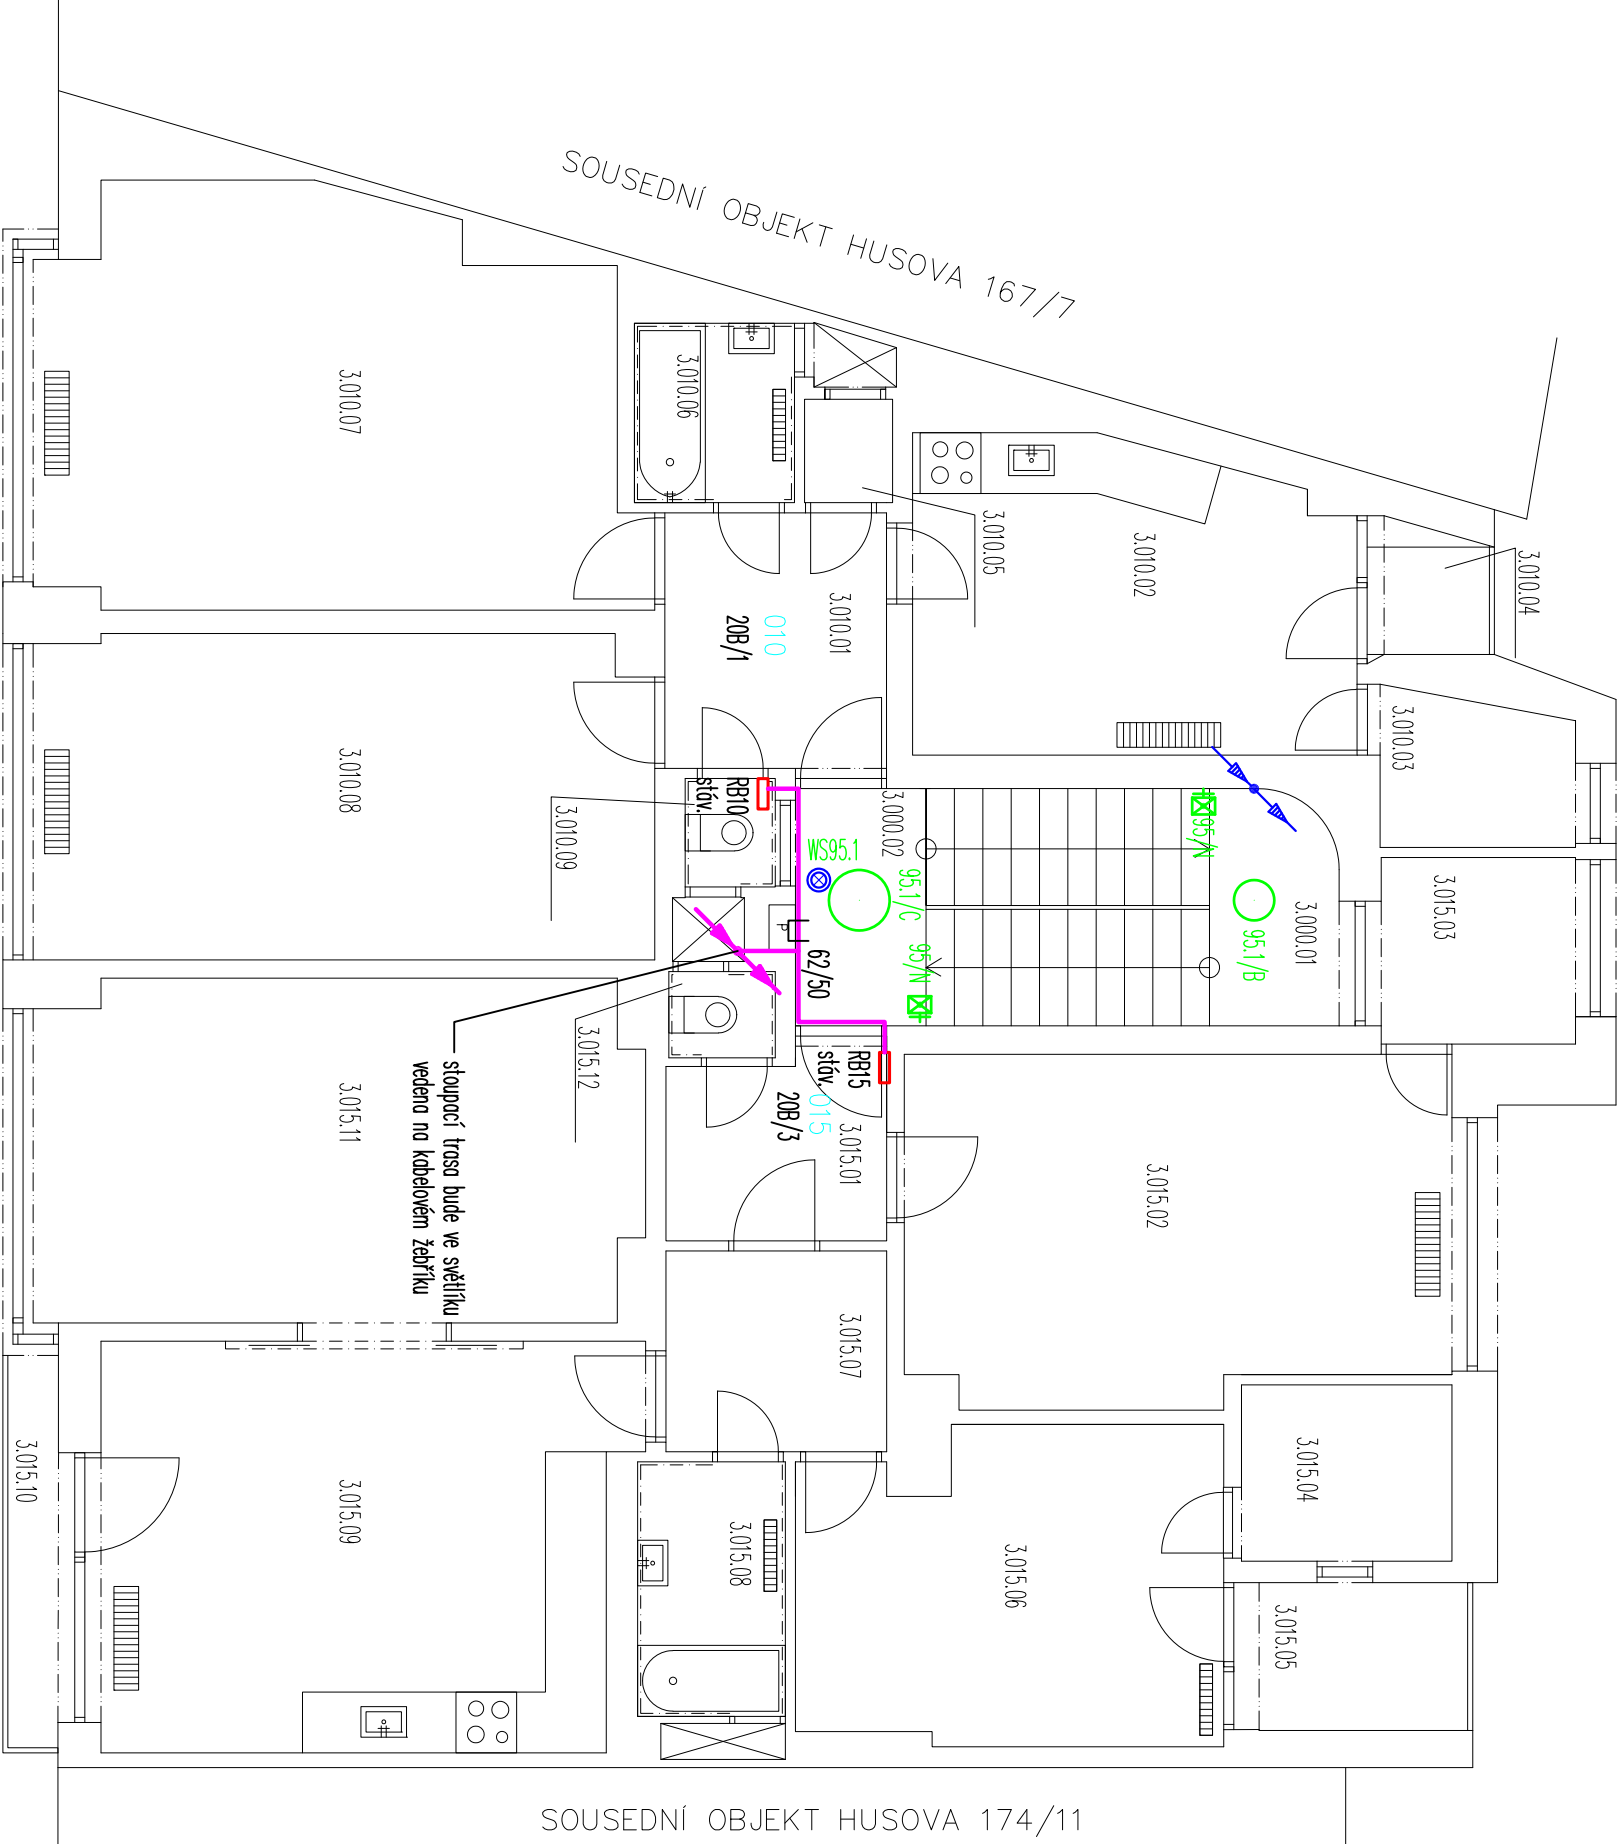 SOUSEDNÍ OBJEKT HUSOVA 167/7
3.010.07
3.010.06
3.010.05
3.010.02
3.010.04
3.010.01
010
20B/1
3.010.03
3.010.08
3.010.09
RB10
stáv.
3.000.02
WS95.1
95.1/C
95/N
95/N
95.1/B
3.000.01
3.015.03
62/50
P
3.015.12
RB15
stáv.
015
20B/3
3.015.01
3.015.11
stoupací trasa bude ve světlíku
vedena na kabelovém žebříku
3.015.02
3.015.07
3.015.10
3.015.09
3.015.08
3.015.06
3.015.04
3.015.05
SOUSEDNÍ OBJEKT HUSOVA 174/11